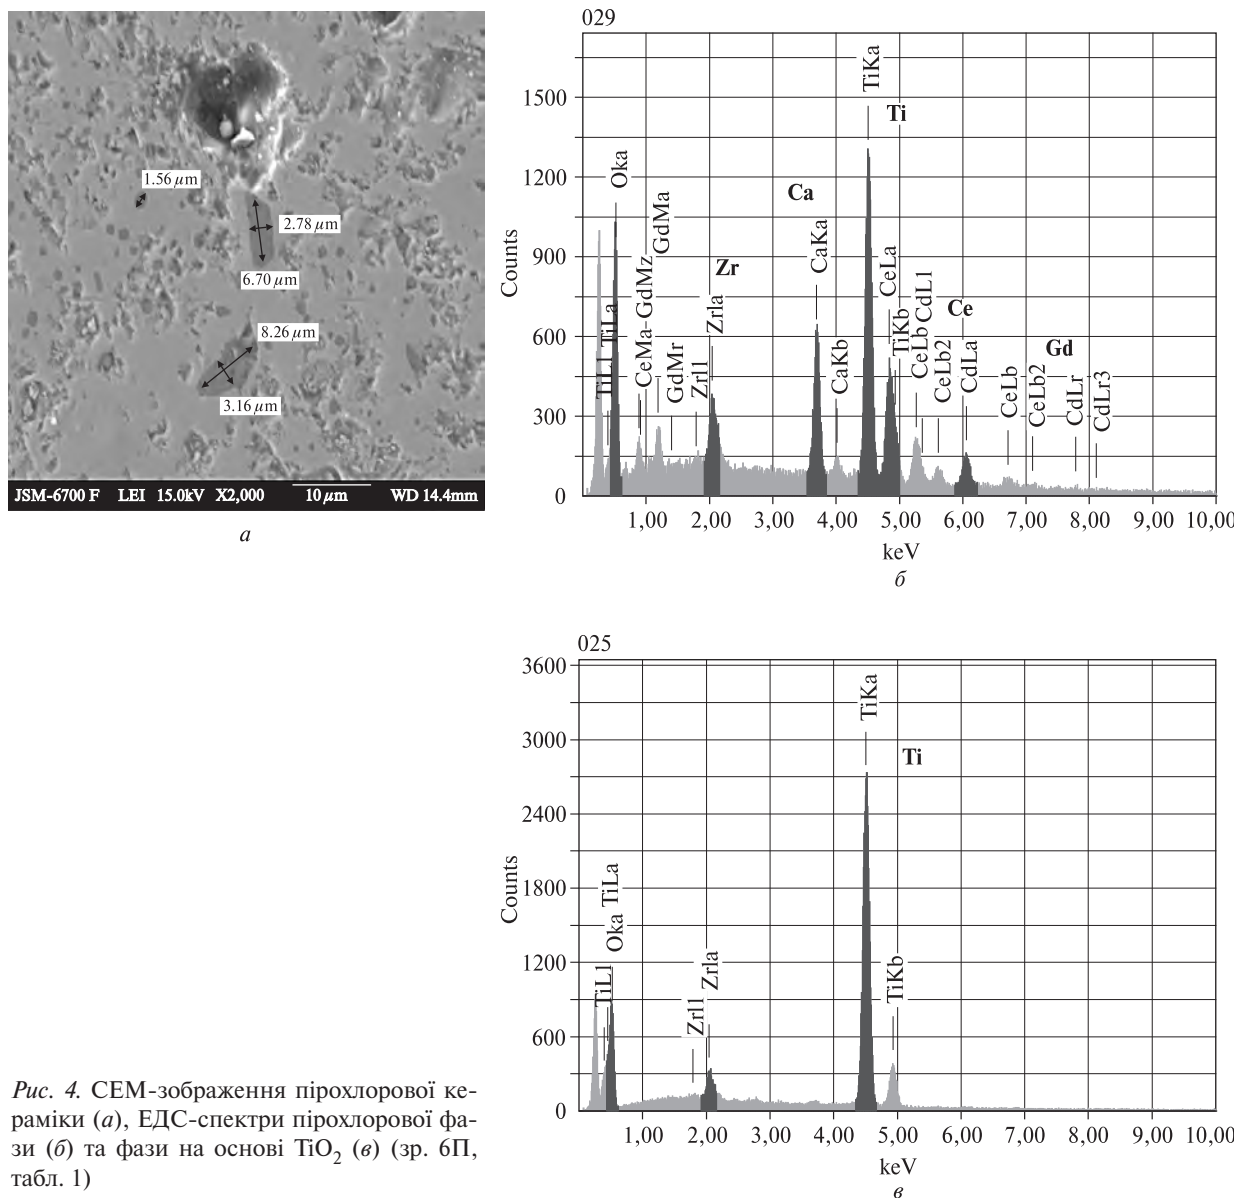 1.56 µm
2.78 µm
6.70 µm
8.26 µm
3.16 µm
JSM-6700 F LEI 15.0kV X2,000 10 µm WD 14.4mm
а
029
Counts
1500
1200
900
600
300
0
TiL1
TiLa
Oka
CeMa-GdMz
GdMa
GdMr
Zrl1
Zrla
Zr
Ca
CaKa
CaKb
TiKa
Ti
CeLa
TiKb
CeLb
CdL1
CeLb2
Ce
CdLa
Gd
CeLb
CeLb2
CdLr
CdLr3
1,00 2,00 3,00 4,00 5,00 6,00 7,00 8,00 9,00 10,00
keV
б
025
Counts
3600
3000
2400
1800
1200
600
0
TiL1
Oka TiLa
Zrl1
Zrla
TiKa
Ti
TiKb
1,00 2,00 3,00 4,00 5,00 6,00 7,00 8,00 9,00 10,00
keV
в
Рис. 4. СЕМ-зображення пірохлорової ке-
раміки (а), ЕДС-спектри пірохлорової фа-
зи (б) та фази на основі TiO2 (в) (зр. 6П,
табл. 1)